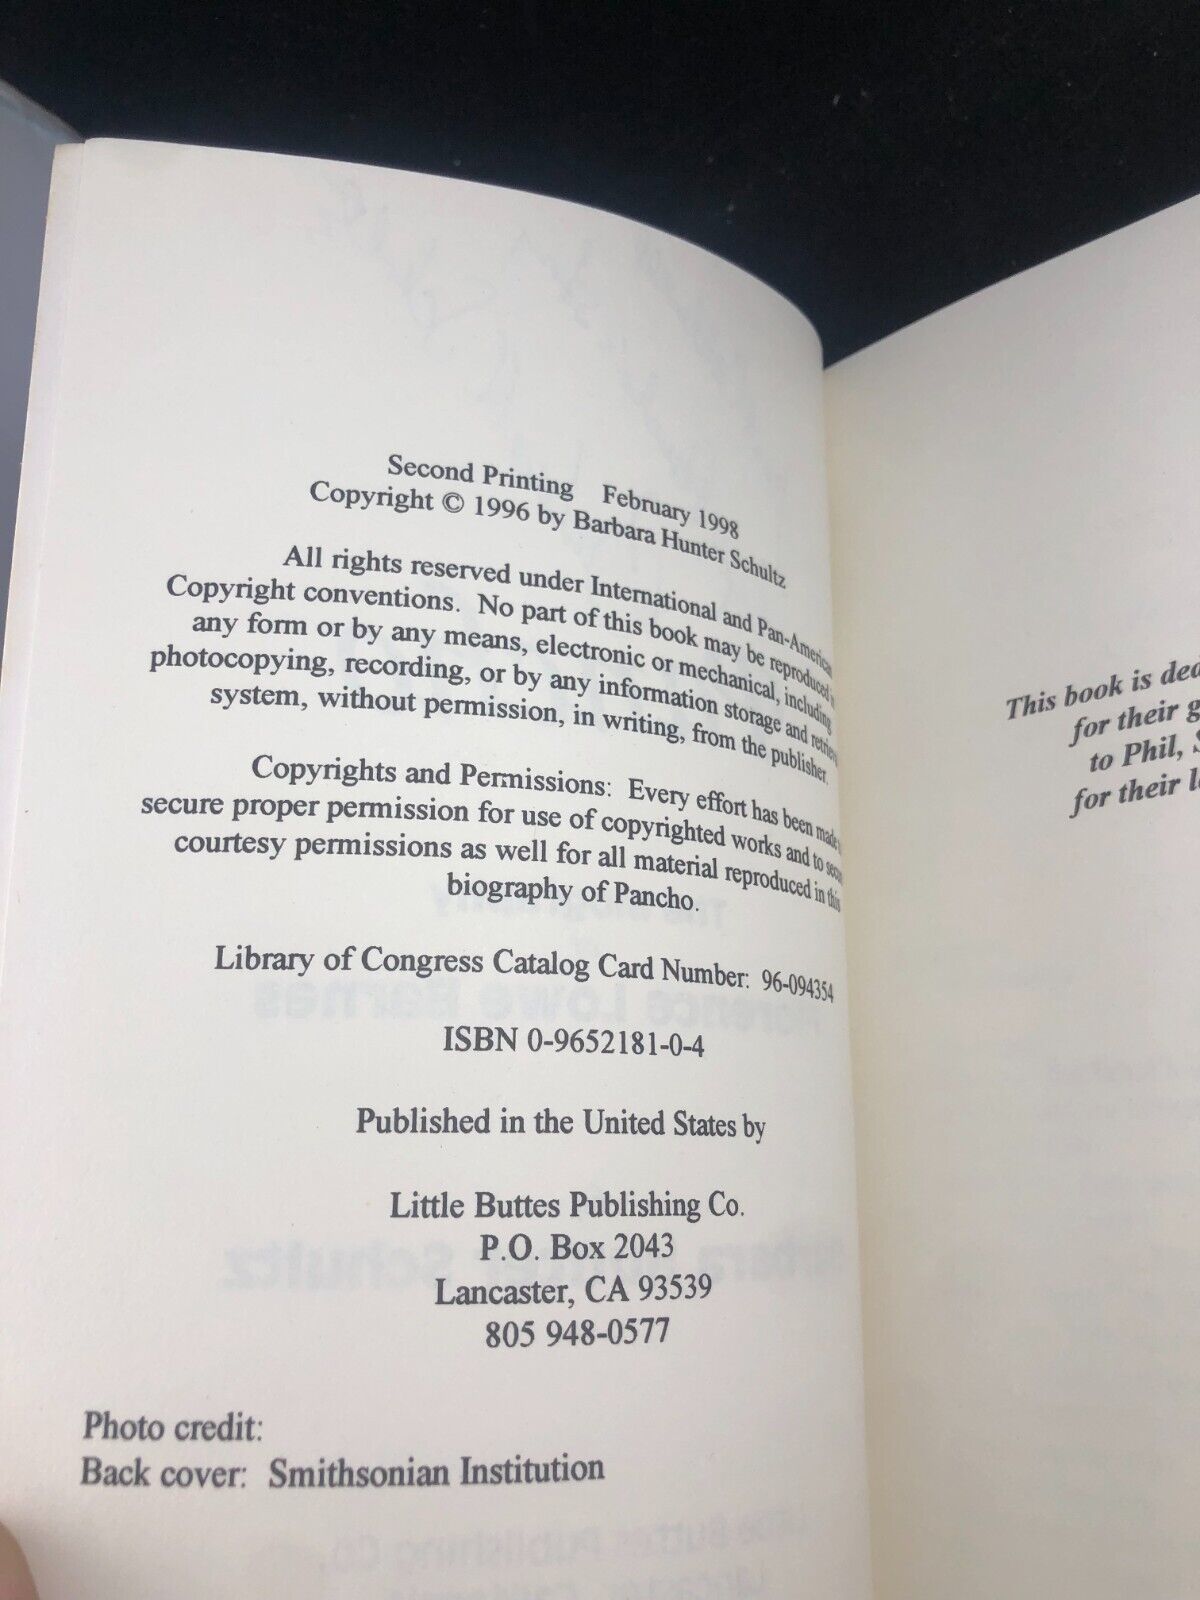 Second Printing February 1998
Copyright © 1996 by Barbara Hunter Schultz
All rights reserved under International and Pan-American
Copyright conventions. No part of this book may be reproduced in
any form or by any means, electronic or mechanical, including
photocopying, recording, or by any information storage and
system, without permission, in writing, from the publisher.
Copyrights and Permissions: Every effort has been made
secure proper permission for use of copyrighted works and to
courtesy permissions as well for all material reproduced in this
biography of Pancho.
Library of Congress Catalog Card Number: 96-094354
ISBN 0-9652181-0-4
Published in the United States by
Little Buttes Publishing Co.
P.O. Box 2043
Lancaster, CA 93539
805 948-0577
Photo credit:
Back cover: Smithsonian Institution
This book is
for their
to Phil,
for their